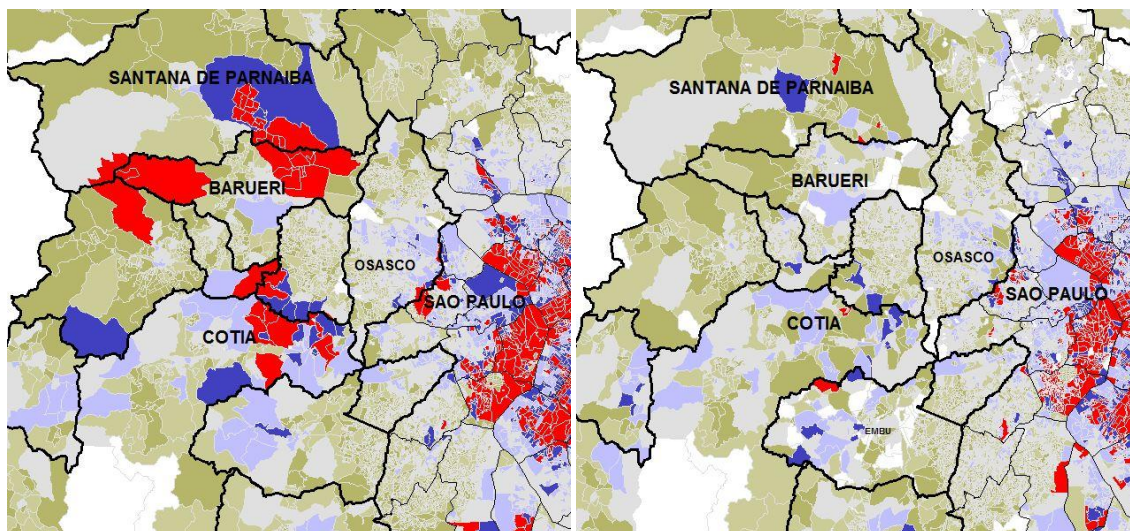 SANTANA DE PARNAIBA
BARUERI
OSASCO
SAO PAULO
COTIA
SANTANA DE PARNAIBA
BARUERI
OSASCO
SAO PAULO
COTIA
EMBU